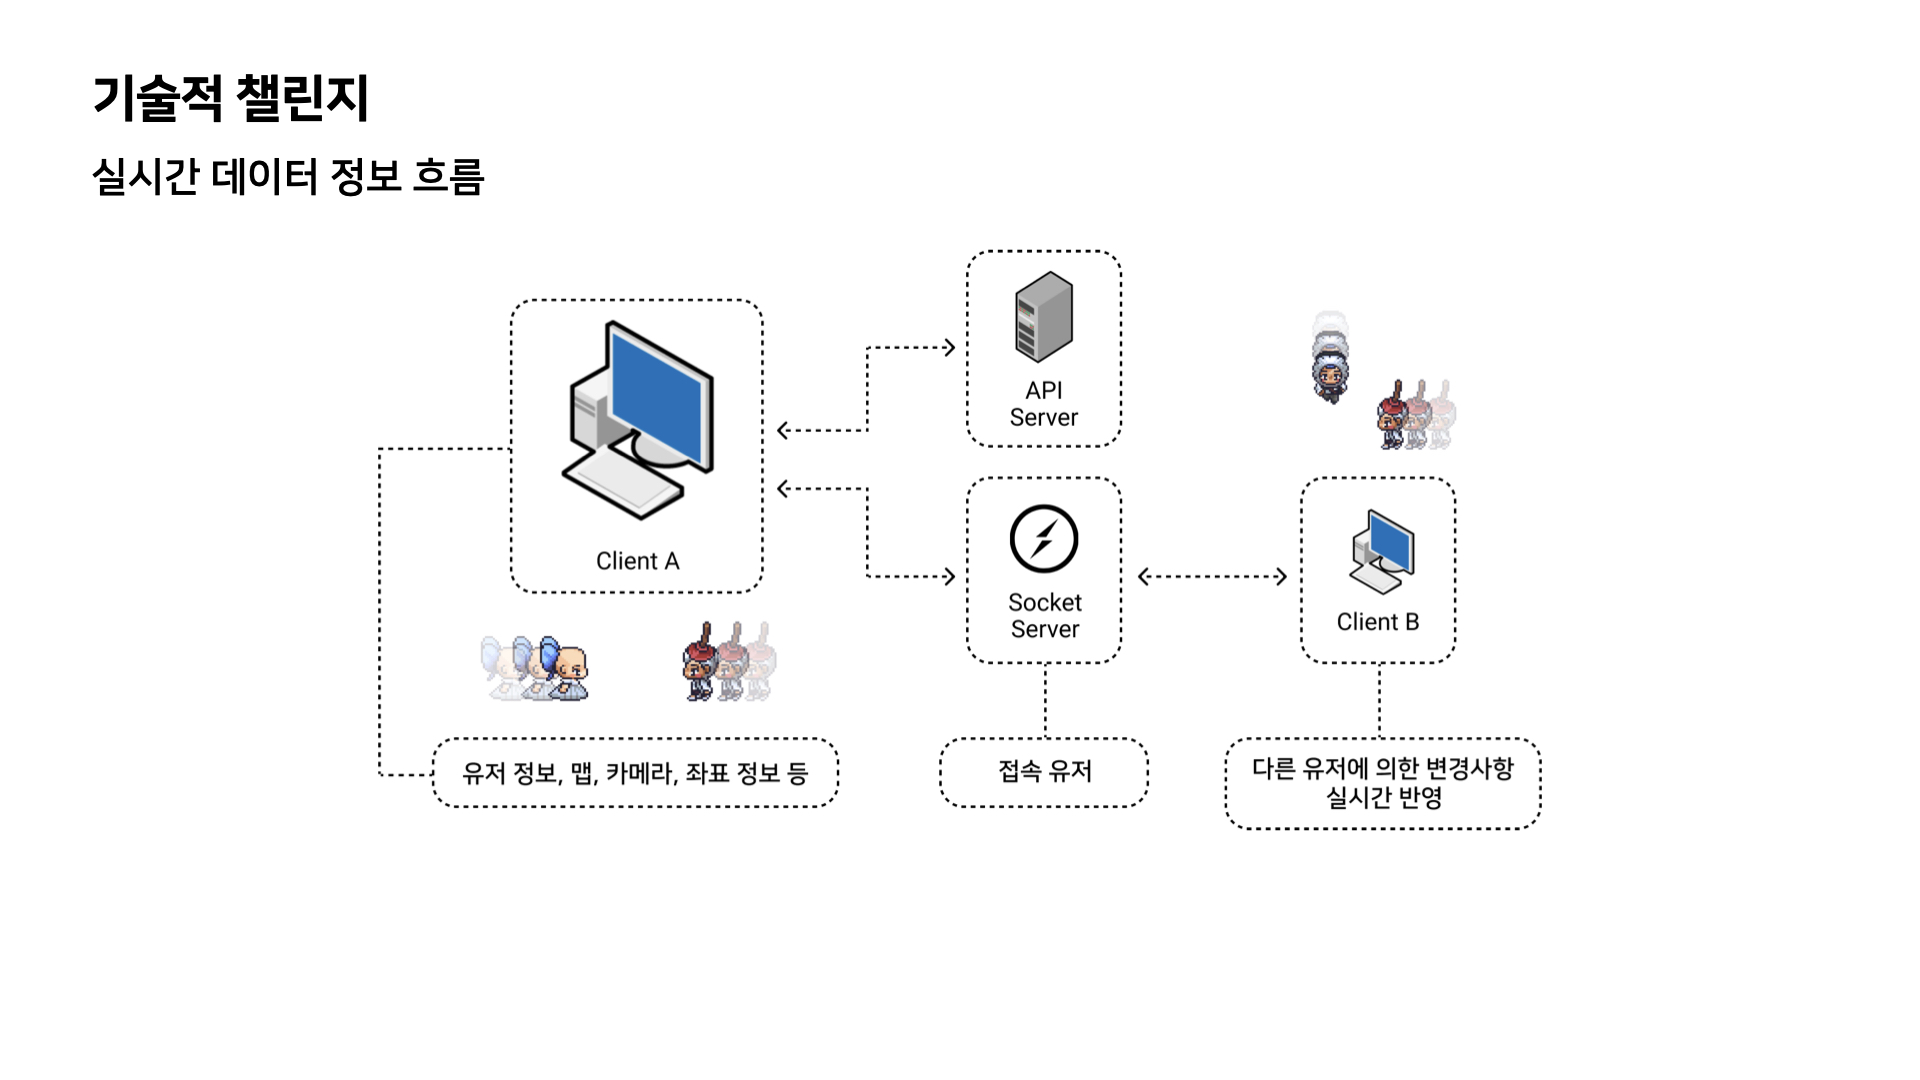 기술적 챌린지
실시간 데이터 정보 흐름
API
Server
Client A
Socket
Server
Client B
유저 정보, 맵, 카메라, 좌표 정보 등
접속 유저
다른 유저에 의한 변경사항
실시간 반영